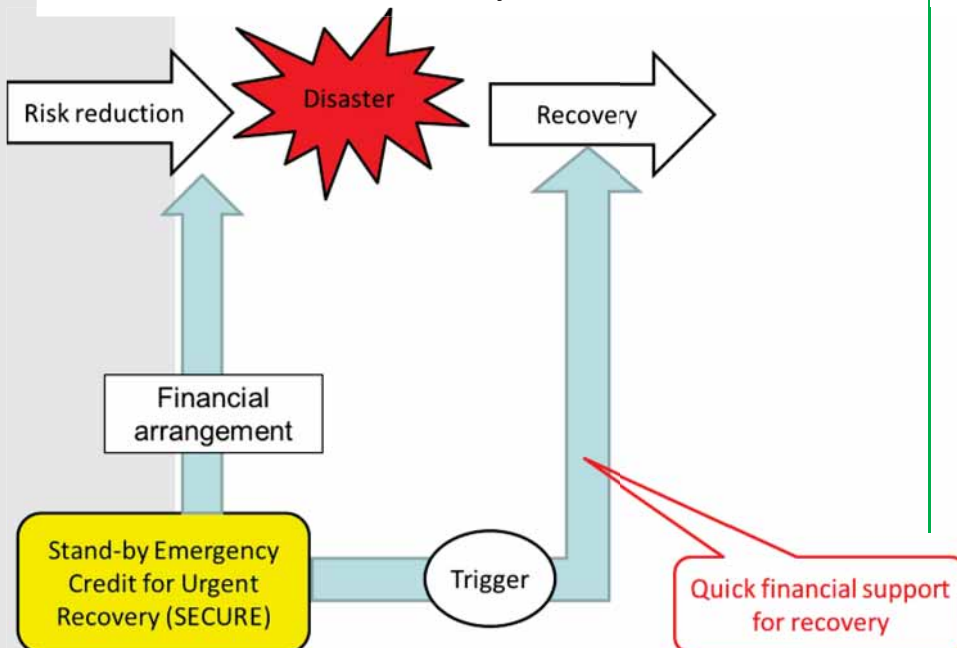 Risk reduction
Disaster
Recovery
Financial
arrangement
Stand-by Emergency
Credit for Urgent
Recovery (SECURE)
Trigger
Quick financial support
for recovery